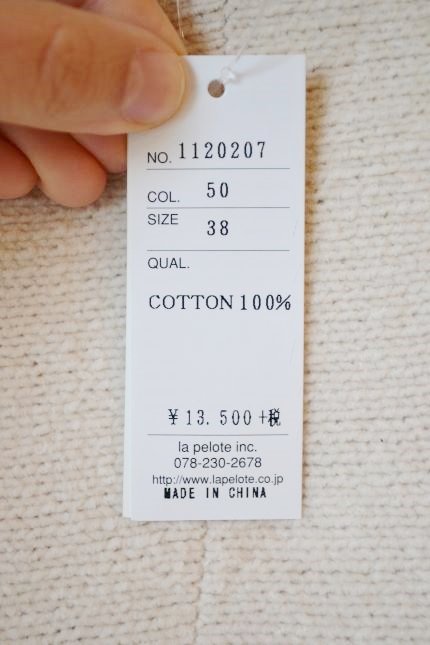 NO. 1120207
COL. 50
SIZE 38
QUAL.
COTTON 100%
¥13.500+税
la pelote inc.
078-230-2678
http://www.lapelote.co.jp
MADE IN CHINA